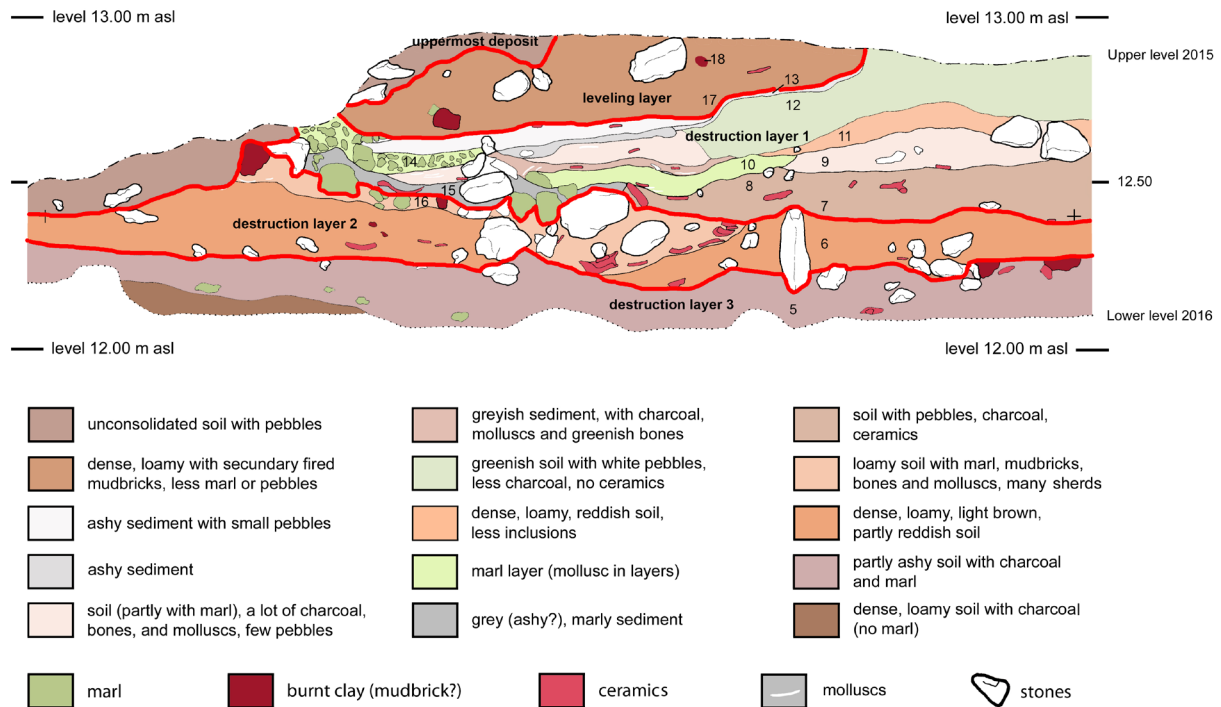 level 13.00 m asl
level 13.00 m asl
uppermost deposit
Upper level 2015
18
13
leveling layer
17
12
destruction layer 1
11
14
10
9
15
8
12.50
16
7
destruction layer 2
6
destruction layer 3
5
Lower level 2016
level 12.00 m asl
level 12.00 m asl
unconsolidated soil with pebbles
dense, loamy with secundary fired
mudbricks, less marl or pebbles
ashy sediment with small pebbles
ashy sediment
soil (partly with marl), a lot of charcoal,
bones, and molluscs, few pebbles
greyish sediment, with charcoal,
molluscs and greenish bones
greenish soil with white pebbles,
less charcoal, no ceramics
dense, loamy, reddish soil,
less inclusions
marl layer (mollusc in layers)
grey (ashy?), marly sediment
soil with pebbles, charcoal,
ceramics
loamy soil with marl, mudbricks,
bones and molluscs, many sherds
dense, loamy, light brown,
partly reddish soil
partly ashy soil with charcoal
and marl
dense, loamy soil with charcoal
(no marl)
marl
burnt clay (mudbrick?)
ceramics
molluscs
stones